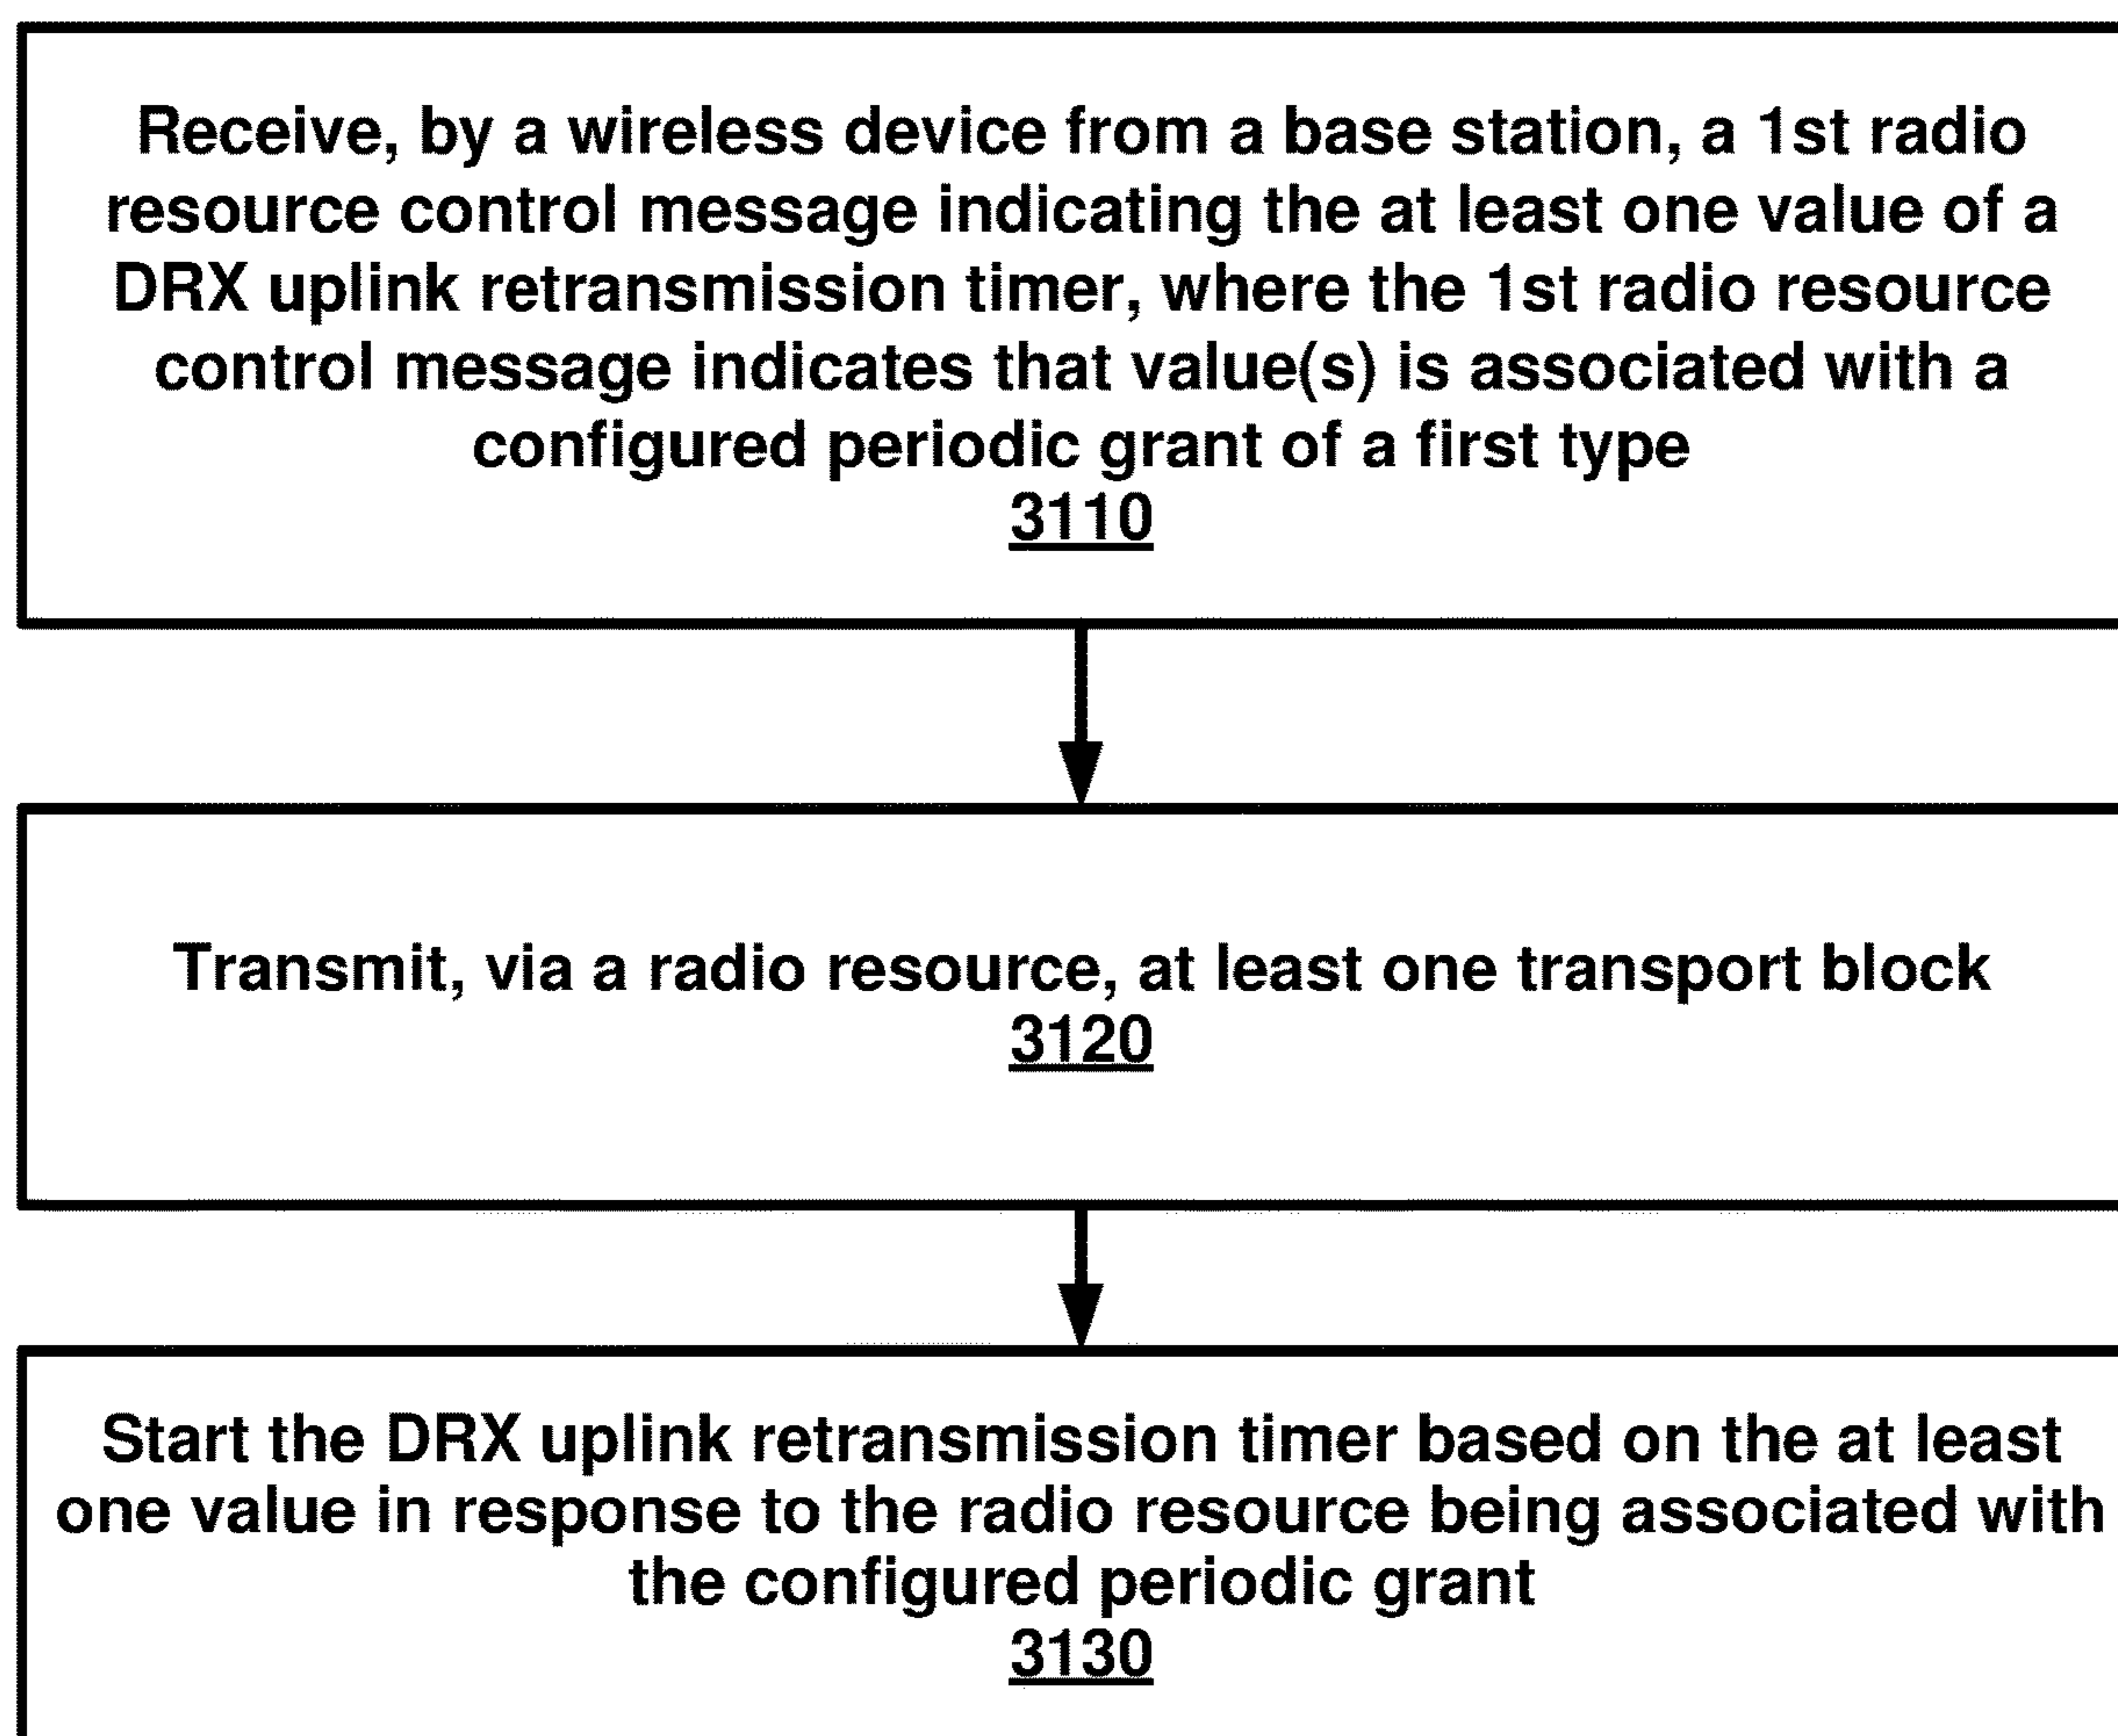 Receive, by a wireless device from a base station, a 1st radio
resource control message indicating the at least one value of a
DRX uplink retransmission timer, where the 1st radio resource
control message indicates that value(s) is associated with a
configured periodic grant of a first type
3110
Transmit, via a radio resource, at least one transport block
3120
Start the DRX uplink retransmission timer based on the at least
one value in response to the radio resource being associated with
the configured periodic grant
3130